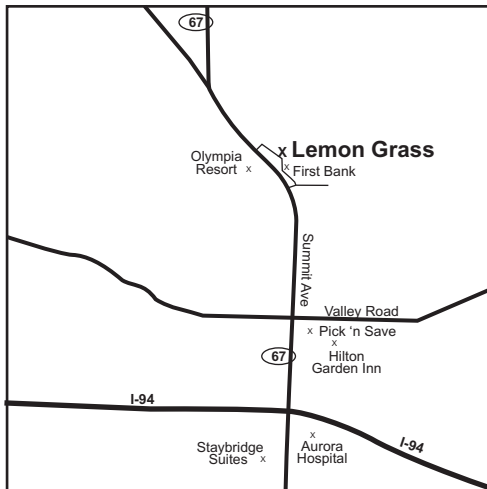 67
x Lemon Grass
Olympia
Resort x
x First Bank
Summit Ave
Valley Road
x Pick 'n Save
67
x
Hilton
Garden Inn
I-94
I-94
Staybridge
Suites x
x
Aurora
Hospital